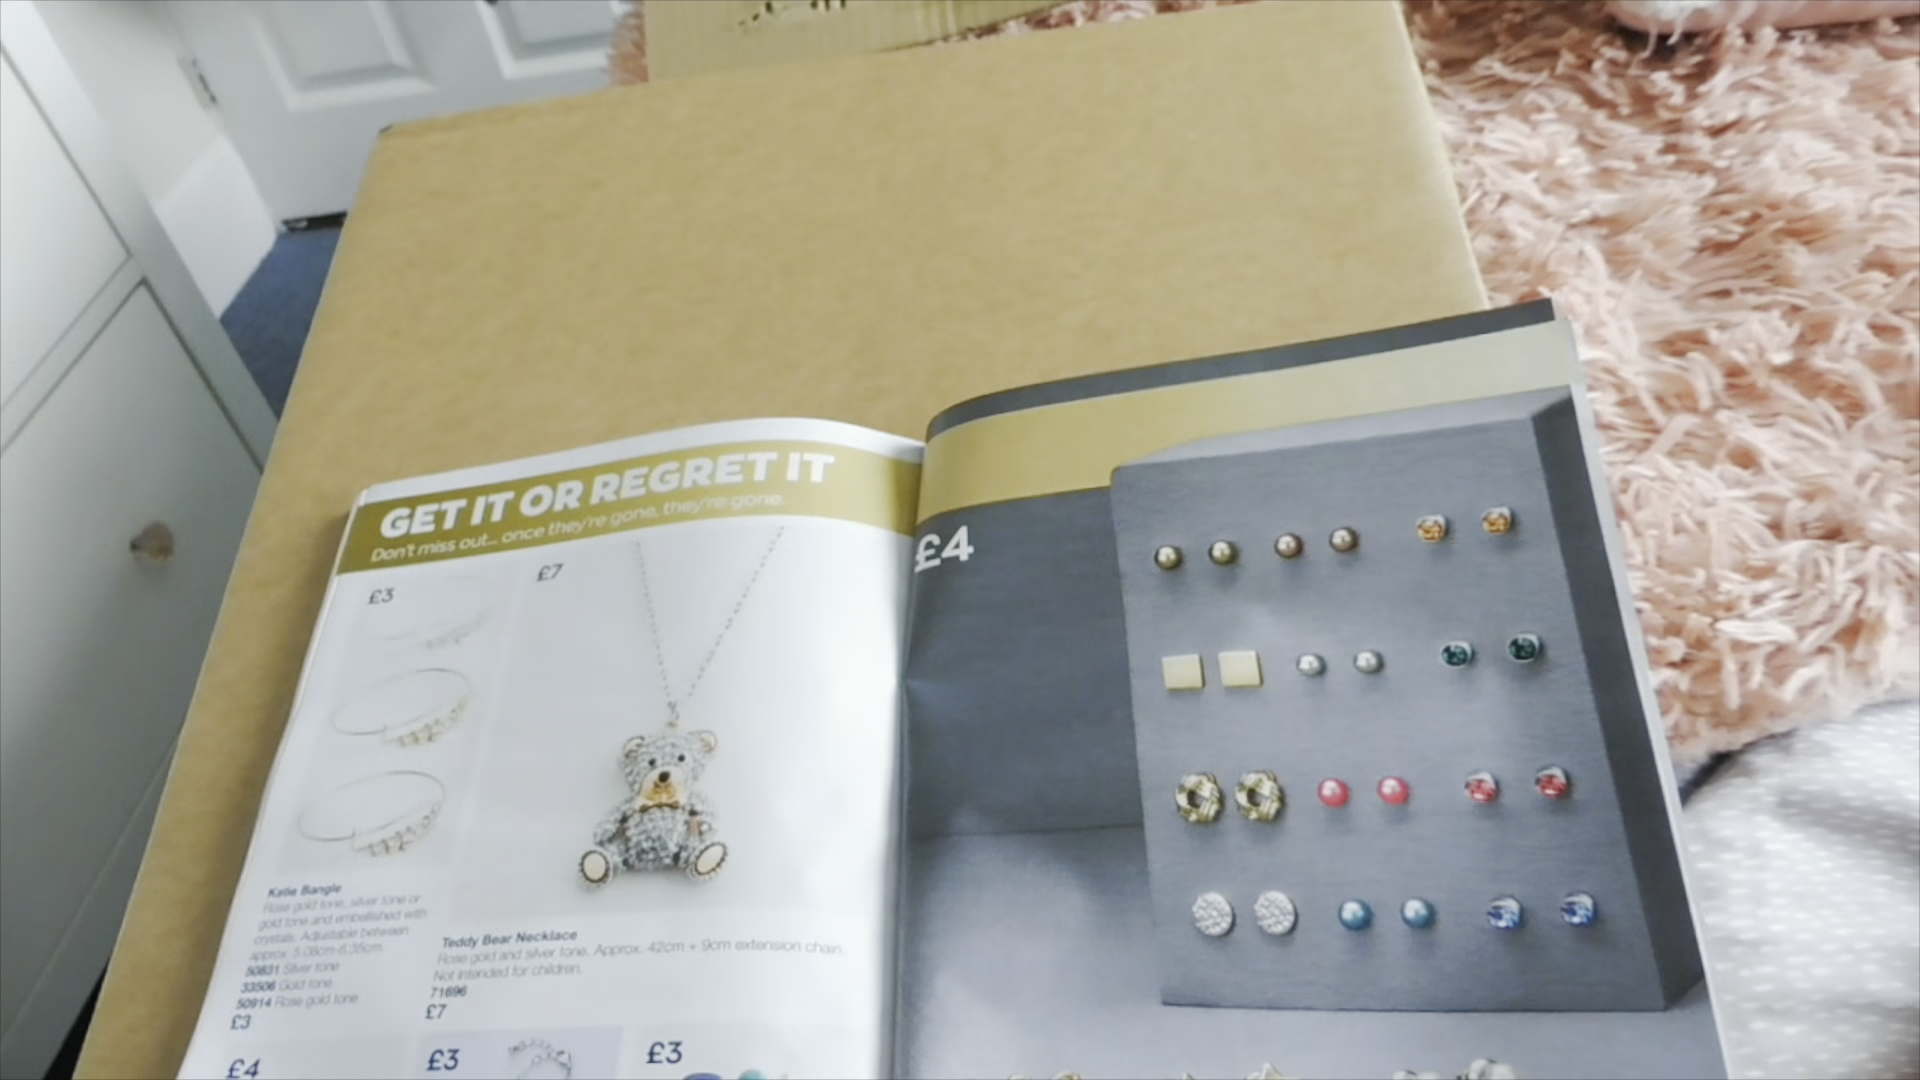 GET IT OR REGRET IT
Don't miss out... once they're gone, they're gone.
£3
£7
Katie Bangle
Rose gold tone, silver tone or
gold tone and embellished with
crystals. Adjustable between
approx. 5.08cm-6.35cm.
50831 Silver tone
33506 Gold tone
50914 Rose gold tone
£3
Teddy Bear Necklace
Rose gold and silver tone. Approx. 42cm + 9cm extension chain.
Not intended for children.
71696
£7
£4
£3
£3
£4